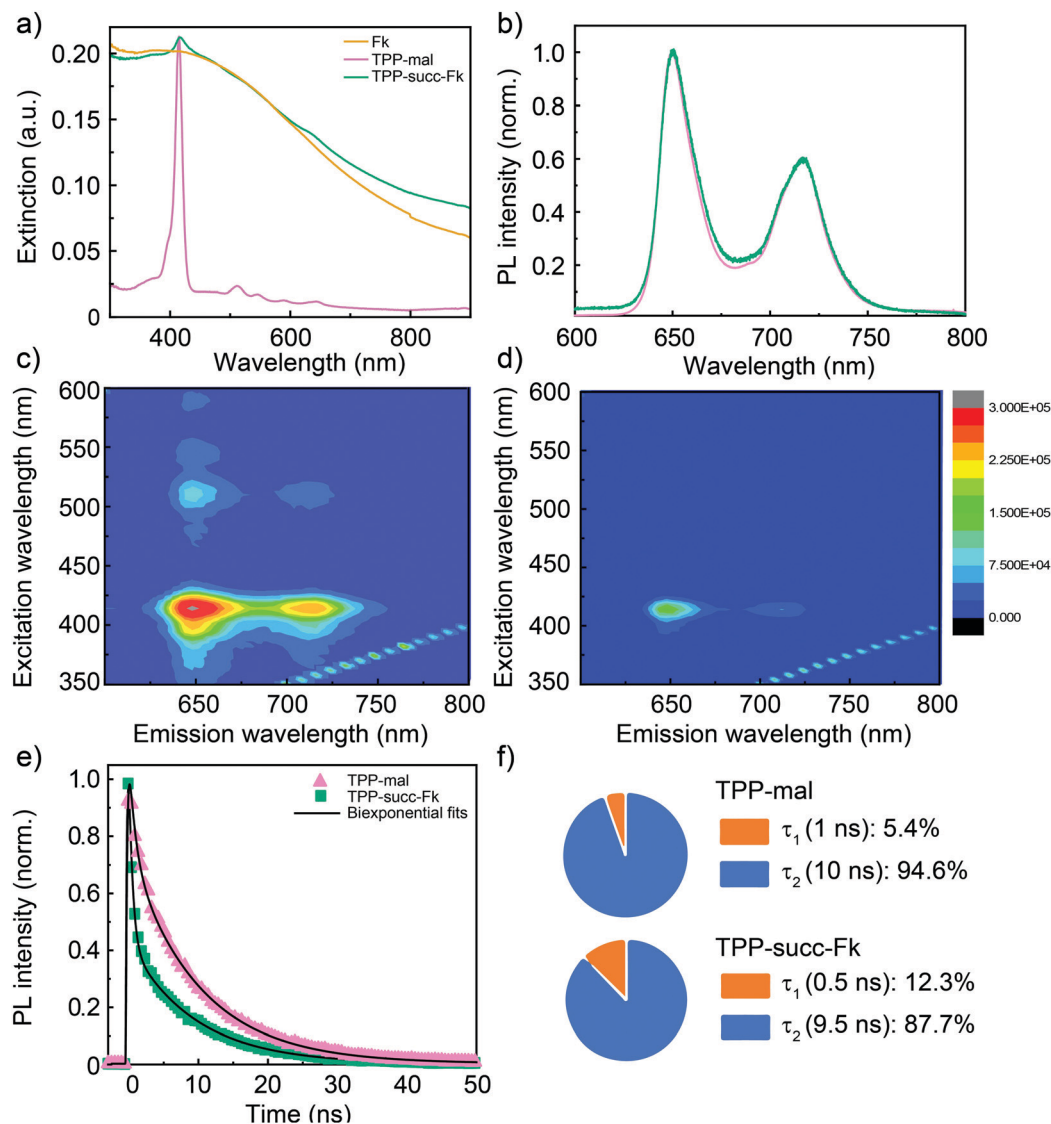 a)
Extinction (a.u.)
0.20
0.15
0.10
0.05
0
400
600
800
Wavelength (nm)
Fk
TPP-mal
TPP-succ-Fk
b)
PL intensity (norm.)
1.0
0.8
0.6
0.4
0.2
600
650
700
750
800
Wavelength (nm)
c)
Excitation wavelength (nm)
600
550
500
450
400
350
650
700
750
800
Emission wavelength (nm)
d)
Excitation wavelength (nm)
600
550
500
450
400
350
650
700
750
800
Emission wavelength (nm)
3.000E+05
2.250E+05
1.500E+05
7.500E+04
0.000
e)
PL intensity (norm.)
1.0
0.8
0.6
0.4
0.2
0
0
10
20
30
40
50
Time (ns)
TPP-mal
TPP-succ-Fk
Biexponential fits
f)
TPP-mal
τ1 (1 ns): 5.4%
τ2 (10 ns): 94.6%
TPP-succ-Fk
τ1 (0.5 ns): 12.3%
τ2 (9.5 ns): 87.7%